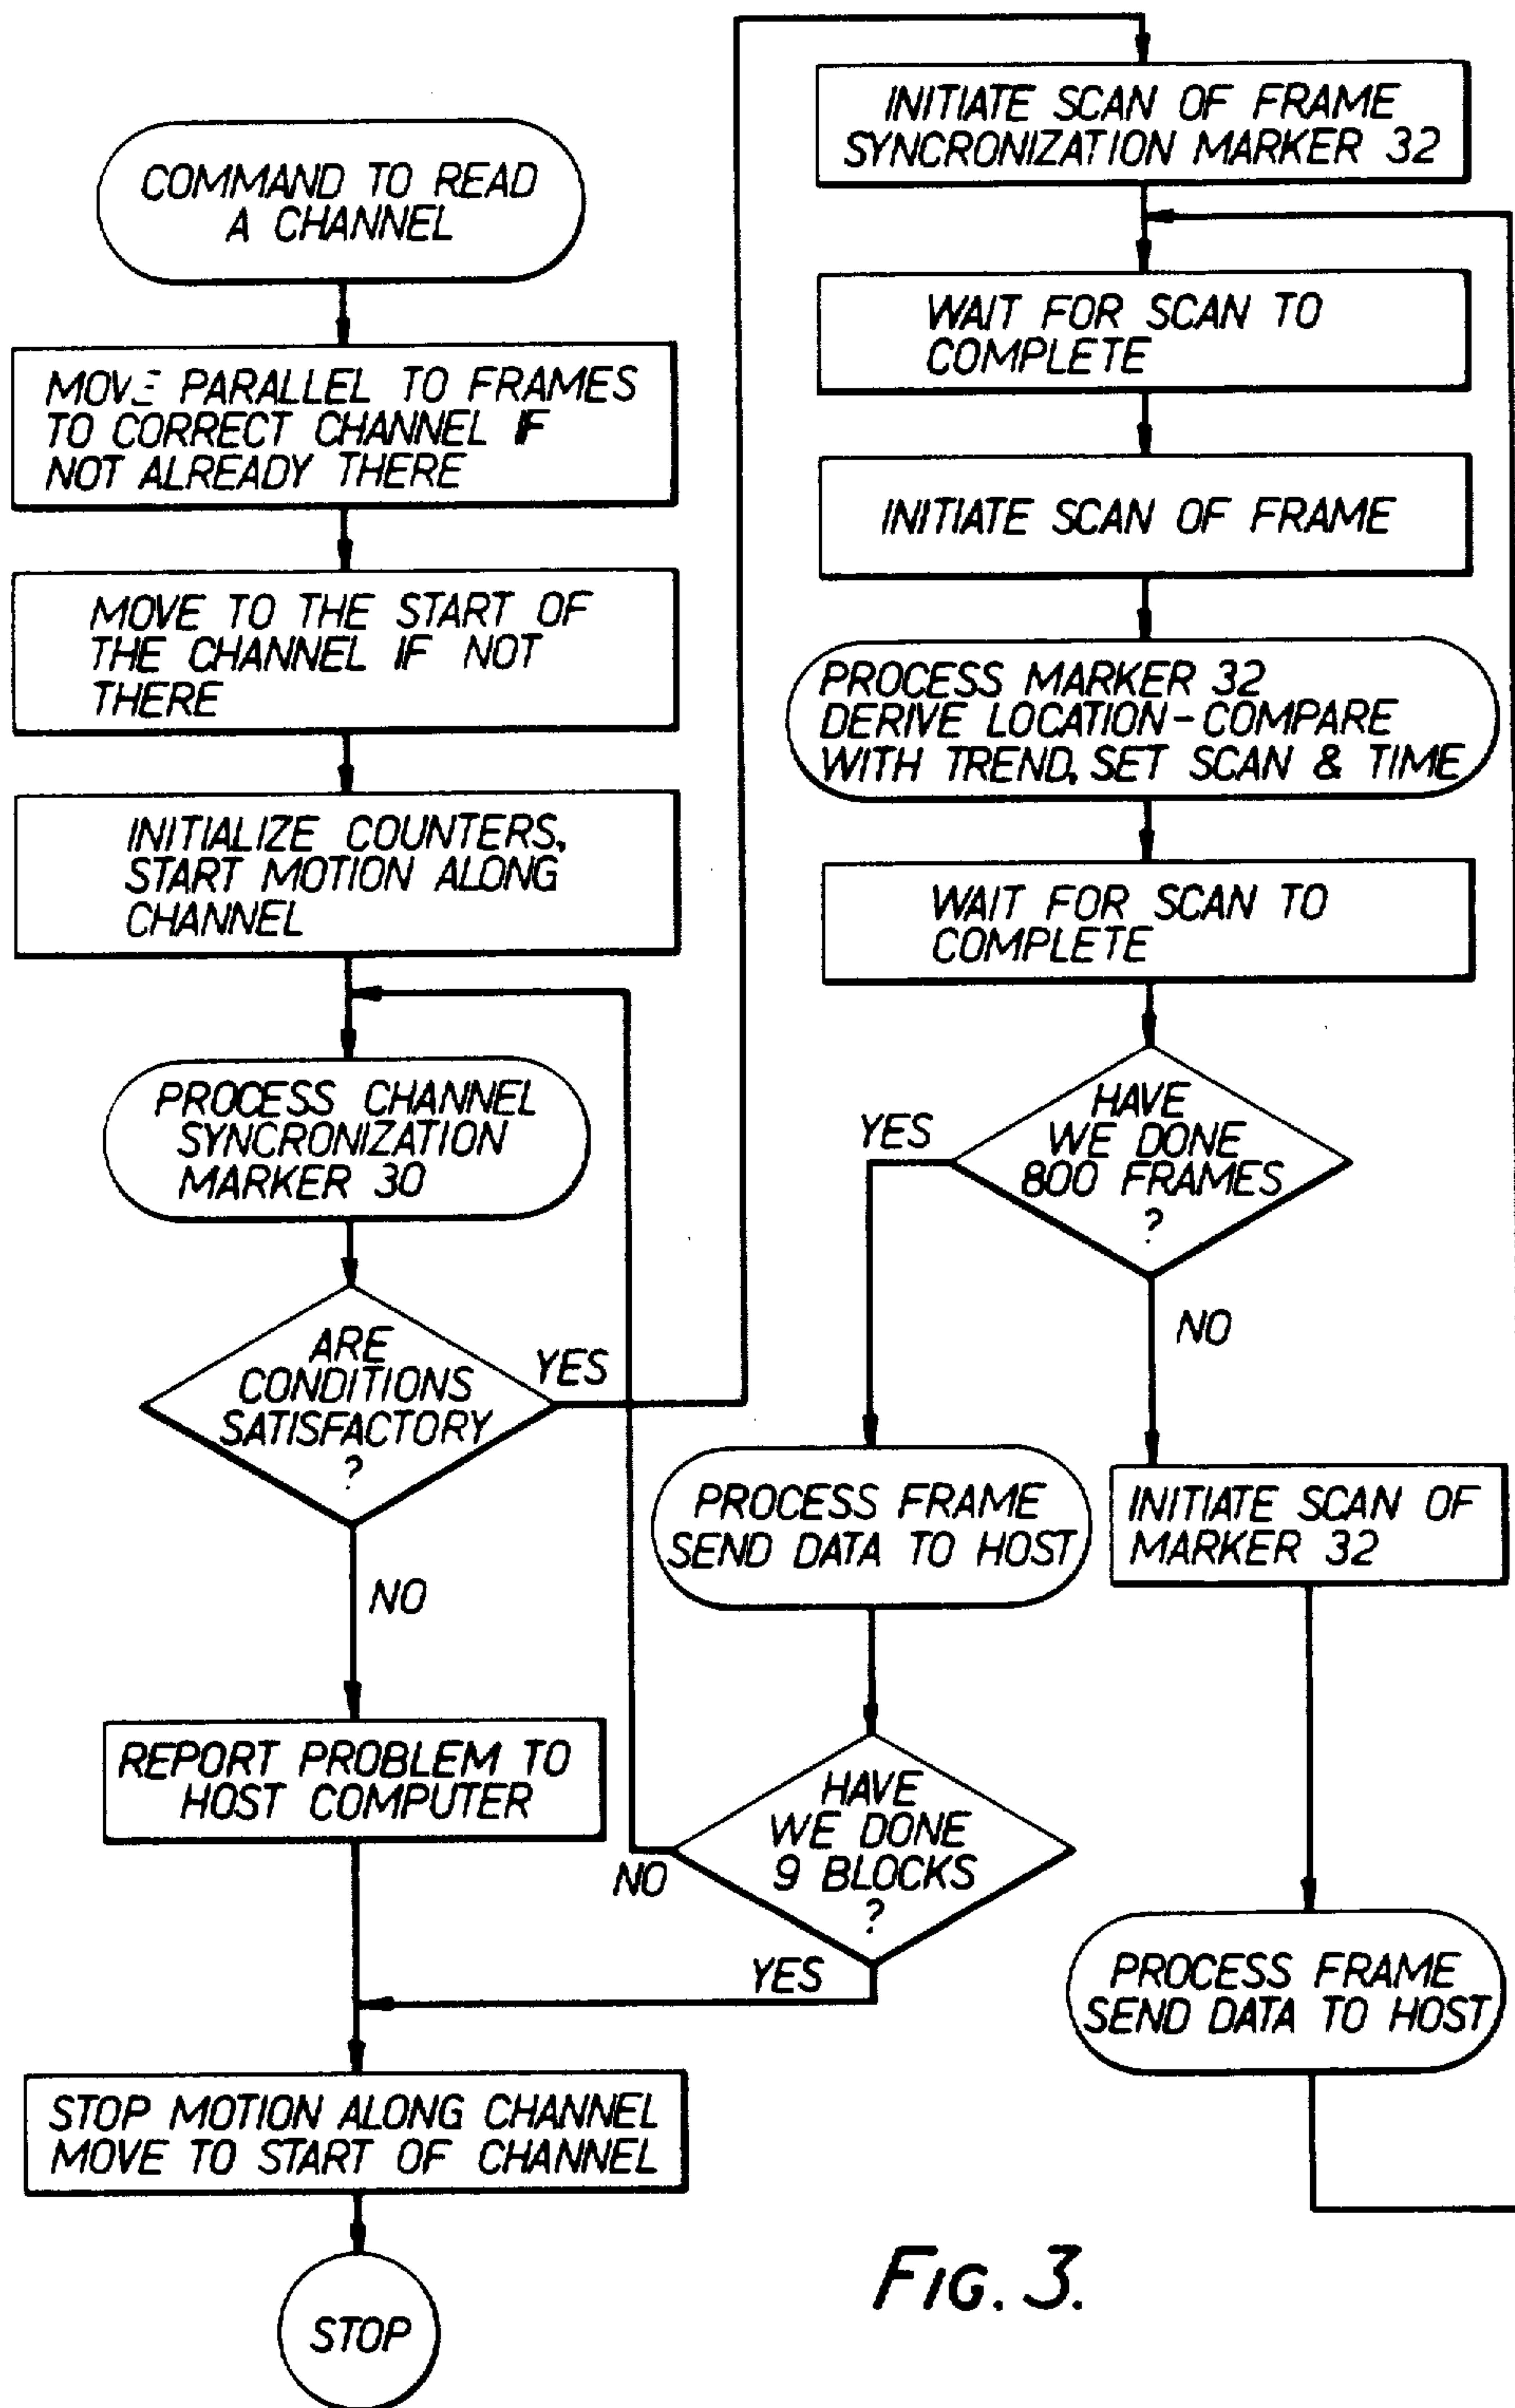 COMMAND TO READ
A CHANNEL
MOVE PARALLEL TO FRAMES
TO CORRECT CHANNEL IF
NOT ALREADY THERE
MOVE TO THE START OF
THE CHANNEL IF NOT
THERE
INITIALIZE COUNTERS,
START MOTION ALONG
CHANNEL
PROCESS CHANNEL
SYNCRONIZATION
MARKER 30
ARE
CONDITIONS
SATISFACTORY
?
YES
NO
REPORT PROBLEM TO
HOST COMPUTER
STOP MOTION ALONG CHANNEL
MOVE TO START OF CHANNEL
STOP
INITIATE SCAN OF FRAME
SYNCRONIZATION MARKER 32
WAIT FOR SCAN TO
COMPLETE
INITIATE SCAN OF FRAME
PROCESS MARKER 32
DERIVE LOCATION-COMPARE
WITH TREND, SET SCAN & TIME
WAIT FOR SCAN TO
COMPLETE
HAVE
WE DONE
800 FRAMES
?
YES
NO
PROCESS FRAME
SEND DATA TO HOST
HAVE
WE DONE
9 BLOCKS
?
NO
YES
INITIATE SCAN OF
MARKER 32
PROCESS FRAME
SEND DATA TO HOST
FIG. 3.